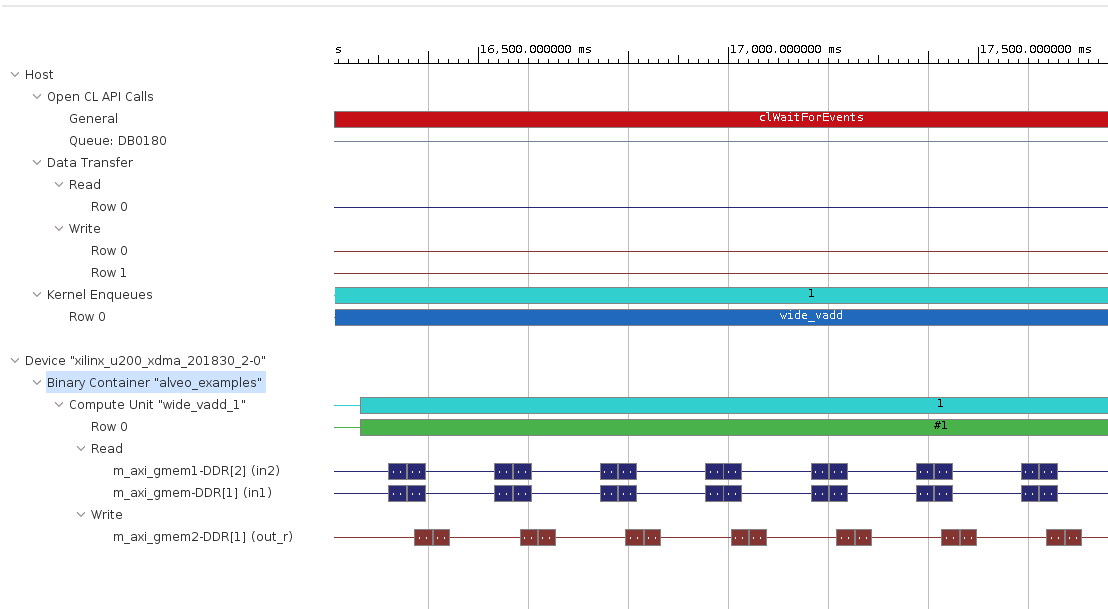 s 16,500.000000 ms 17,000.000000 ms 17,500.000000 ms
Host
Open CL API Calls
General clWaitForEvents
Queue: DB0180
Data Transfer
Read
Row 0
Write
Row 0
Row 1
Kernel Enqueues 1
Row 0 wide_vadd
Device "xilinx_u200_xdma_201830_2-0"
Binary Container "alveo_examples"
Compute Unit "wide_vadd_1" 1
Row 0 #1
Read
m_axi_gmem1-DDR[2] (in2)
m_axi_gmem-DDR[1] (in1)
Write
m_axi_gmem2-DDR[1] (out_r)